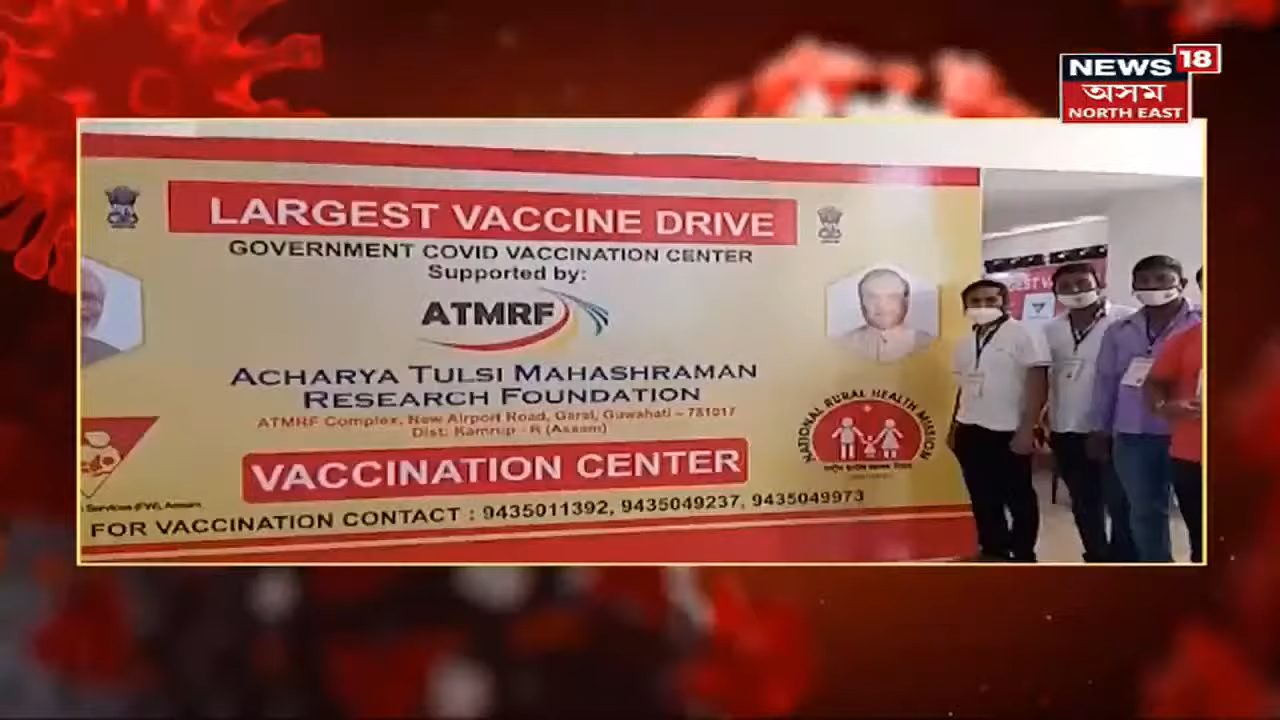 NEWS 18
অসম
NORTH EAST
LARGEST VACCINE DRIVE
GOVERNMENT COVID VACCINATION CENTER
Supported by:
ATMRF
ACHARYA TULSI MAHASHRAMAN
RESEARCH FOUNDATION
ATMRF Complex, New Airport Road, Garal, Guwahati - 781017
Dist. Kamrup - R (Assam)
NATIONAL RURAL HEALTH MISSION
VACCINATION CENTER
Services (FW), Assam
FOR VACCINATION CONTACT : 9435011392, 9435049237, 9435049973